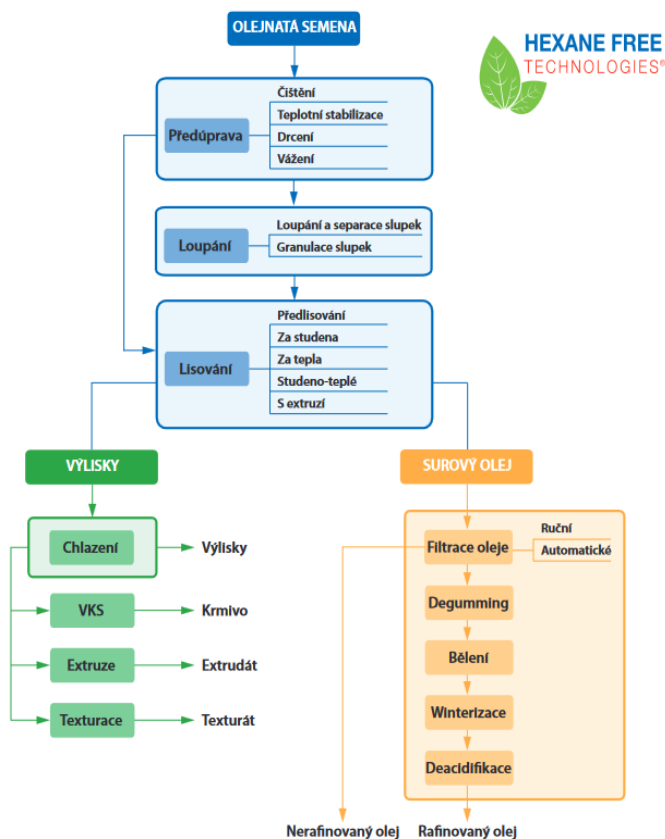 OLEJNATÁ SEMENA
HEXANE FREE
TECHNOLOGIES®
Předúprava
Čištění
Teplotní stabilizace
Drcení
Vážení
Loupání
Loupání a separace slupek
Granulace slupek
Lisování
Předlisování
Za studena
Za tepla
Studeno-teplé
S extruzí
VÝLISKY
Chlazení
Výlisky
VKS
Krmivo
Extruze
Extrudát
Texturace
Texturát
SUROVÝ OLEJ
Filtrace oleje
Ruční
Automatické
Degumming
Bělení
Winterizace
Deacidifikace
Nerafinovaný olej
Rafinovaný olej